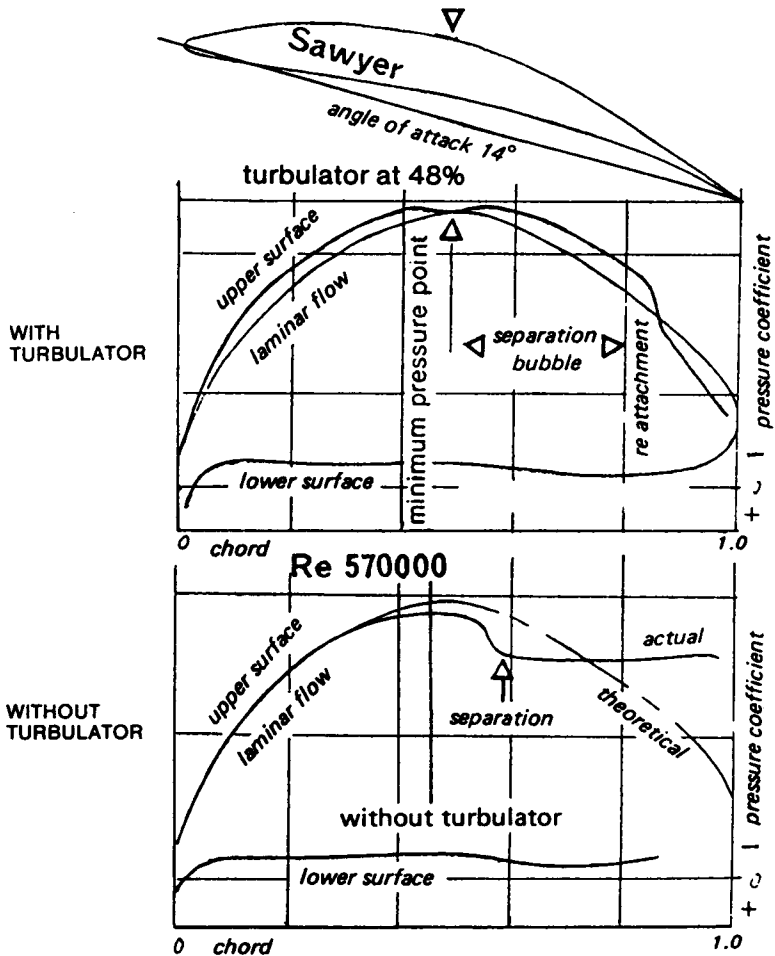 Sawyer
angle of attack 14°
turbulator at 48%
upper surface
laminar flow
WITH
TURBULATOR
minimum pressure point
separation
bubble
re attachment
pressure coefficient
lower surface
+ 0 -
0
chord
1.0
Re 570000
upper surface
laminar flow
WITHOUT
TURBULATOR
actual
separation
theoretical
pressure coefficient
without turbulator
lower surface
+ 0 -
0
chord
1.0